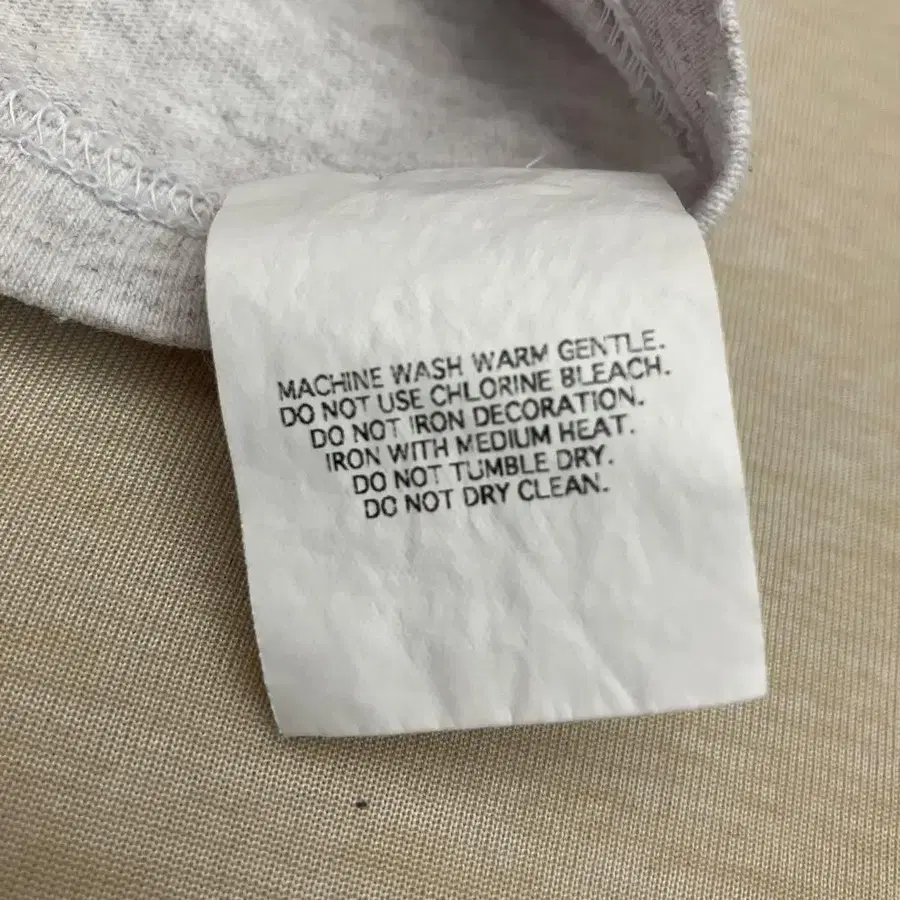 MACHINE WASH WARM GENTLE.
DO NOT USE CHLORINE BLEACH.
DO NOT IRON DECORATION.
IRON WITH MEDIUM HEAT.
DO NOT TUMBLE DRY.
DO NOT DRY CLEAN.